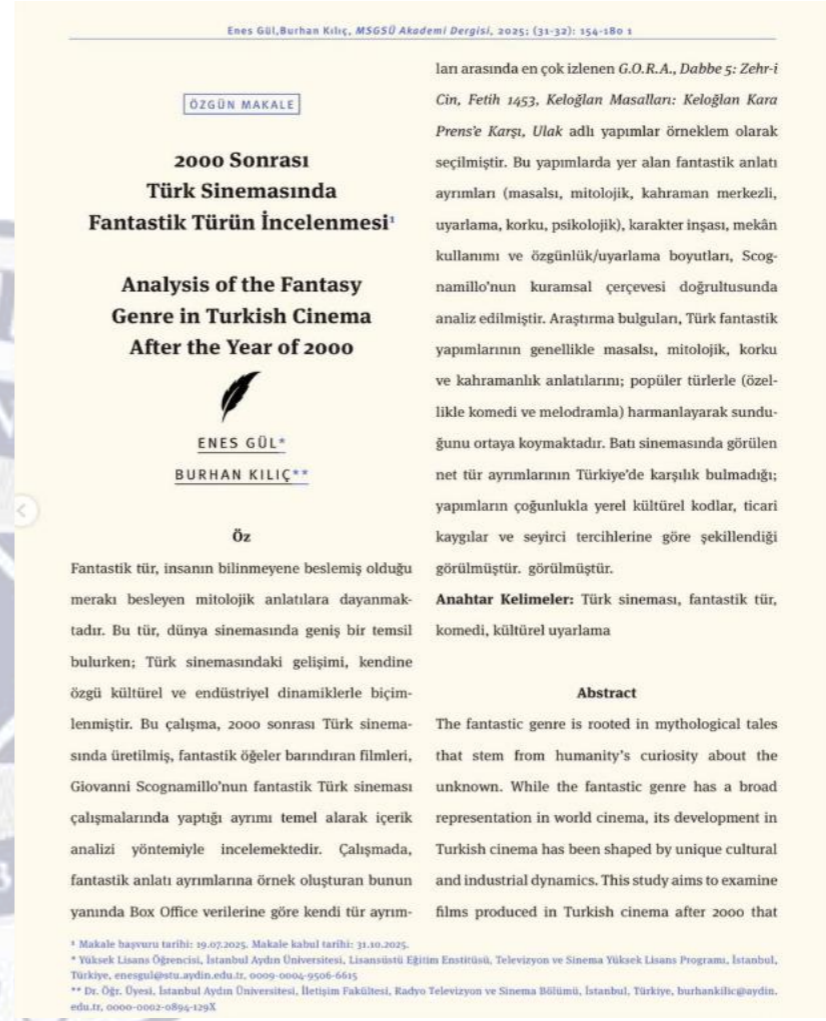 Enes Gül,Burhan Kılıç, MSGSÜ Akademi Dergisi, 2025; (31-32): 154-180 1
ÖZGÜN MAKALE
2000 Sonrası
Türk Sinemasında
Fantastik Türün İncelenmesi¹
Analysis of the Fantasy
Genre in Turkish Cinema
After the Year of 2000
ENES GÜL*
BURHAN KILIÇ**
Öz
Fantastik tür, insanın bilinmeyene beslemiş olduğu
merakı besleyen mitolojik anlatılara dayanmak-
tadır. Bu tür, dünya sinemasında geniş bir temsil
bulurken; Türk sinemasındaki gelişimi, kendine
özgü kültürel ve endüstriyel dinamiklerle biçim-
lenmiştir. Bu çalışma, 2000 sonrası Türk sinema-
sında üretilmiş, fantastik öğeler barındıran filmleri,
Giovanni Scognamillo'nun fantastik Türk sineması
çalışmalarında yaptığı ayrımı temel alarak içerik
analizi yöntemiyle incelemektedir. Çalışmada,
fantastik anlatı ayrımlarına örnek oluşturan bunun
yanında Box Office verilerine göre kendi tür ayrım-
ları arasında en çok izlenen G.O.R.A., Dabbe 5: Zehr-i
Cin, Fetih 1453, Keloğlan Masalları: Keloğlan Kara
Prens'e Karşı, Ulak adlı yapımlar örneklem olarak
seçilmiştir. Bu yapımlarda yer alan fantastik anlatı
ayrımları (masalsı, mitolojik, kahraman merkezli,
uyarlama, korku, psikolojik), karakter inşası, mekân
kullanımı ve özgünlük/uyarlama boyutları, Scog-
namillo'nun kuramsal çerçevesi doğrultusunda
analiz edilmiştir. Araştırma bulguları, Türk fantastik
yapımlarının genellikle masalsı, mitolojik, korku
ve kahramanlık anlatılarını; popüler türlerle (özel-
likle komedi ve melodramla) harmanlayarak sundu-
ğunu ortaya koymaktadır. Batı sinemasında görülen
net tür ayrımlarının Türkiye'de karşılık bulmadığı;
yapımların çoğunlukla yerel kültürel kodlar, ticari
kaygılar ve seyirci tercihlerine göre şekillendiği
görülmüştür. görülmüştür.
Anahtar Kelimeler: Türk sineması, fantastik tür,
komedi, kültürel uyarlama
Abstract
The fantastic genre is rooted in mythological tales
that stem from humanity's curiosity about the
unknown. While the fantastic genre has a broad
representation in world cinema, its development in
Turkish cinema has been shaped by unique cultural
and industrial dynamics. This study aims to examine
films produced in Turkish cinema after 2000 that
¹ Makale başvuru tarihi: 19.07.2025. Makale kabul tarihi: 31.10.2025.
* Yüksek Lisans Öğrencisi, İstanbul Aydın Üniversitesi, Lisansüstü Eğitim Enstitüsü, Televizyon ve Sinema Yüksek Lisans Programı, İstanbul,
Türkiye, enesgul@stu.aydin.edu.tr, 0009-0004-9506-6615
** Dr. Öğr. Üyesi, İstanbul Aydın Üniversitesi, İletişim Fakültesi, Radyo Televizyon ve Sinema Bölümü, İstanbul, Türkiye, burhankilic@aydin.
edu.tr, 0000-0002-0894-129X